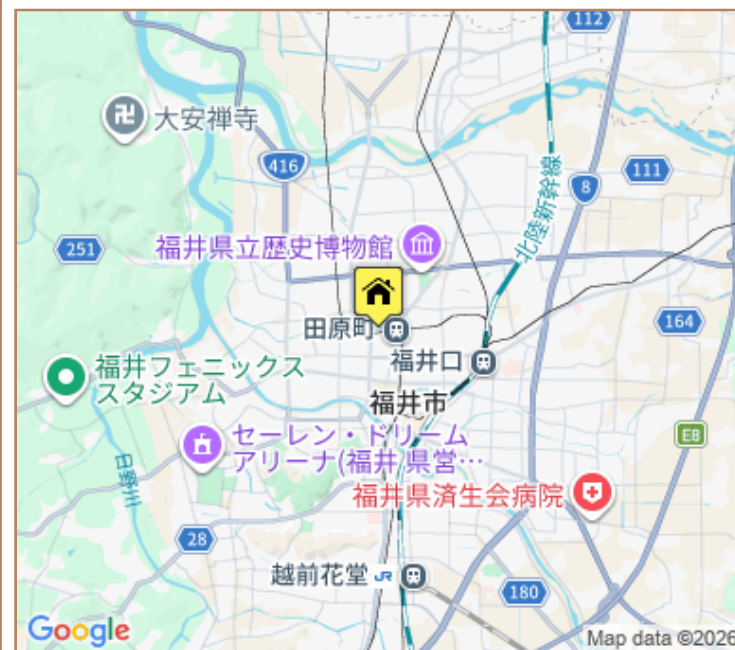 112
大安禅寺
416
111
8
北陸新幹線
251
福井県立歴史博物館
田原町
164
福井口
福井フェニックス
スタジアム
福井市
セーレン・ドリーム
アリーナ(福井県営…
E8
日野川
福井県済生会病院
28
越前花堂 JR
180
Google
Map data ©2026